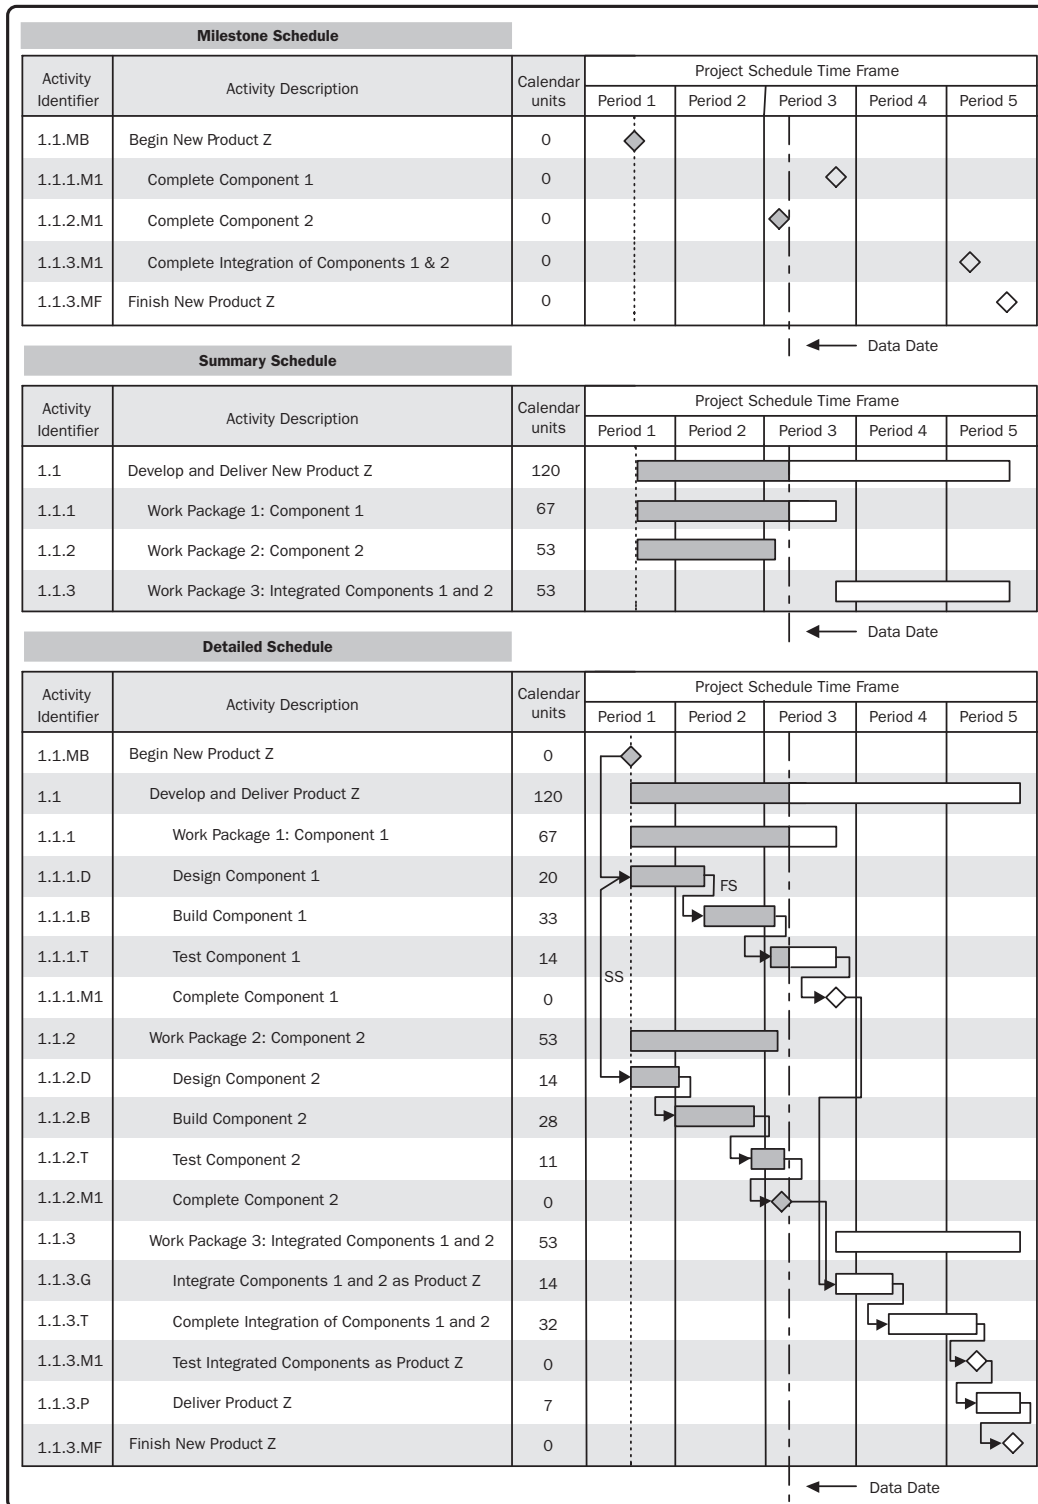 Milestone Schedule
Activity Identifier Activity Description Calendar units Project Schedule Time Frame
Period 1 Period 2 Period 3 Period 4 Period 5
1.1.MB Begin New Product Z 0
1.1.1.M1 Complete Component 1 0
1.1.2.M1 Complete Component 2 0
1.1.3.M1 Complete Integration of Components 1 & 2 0
1.1.3.MF Finish New Product Z 0
Data Date
Summary Schedule
Activity Identifier Activity Description Calendar units Project Schedule Time Frame
Period 1 Period 2 Period 3 Period 4 Period 5
1.1 Develop and Deliver New Product Z 120
1.1.1 Work Package 1: Component 1 67
1.1.2 Work Package 2: Component 2 53
1.1.3 Work Package 3: Integrated Components 1 and 2 53
Data Date
Detailed Schedule
Activity Identifier Activity Description Calendar units Project Schedule Time Frame
Period 1 Period 2 Period 3 Period 4 Period 5
1.1.MB Begin New Product Z 0
1.1 Develop and Deliver Product Z 120
1.1.1 Work Package 1: Component 1 67
1.1.1.D Design Component 1 20 FS
1.1.1.B Build Component 1 33
1.1.1.T Test Component 1 14
SS
1.1.1.M1 Complete Component 1 0
1.1.2 Work Package 2: Component 2 53
1.1.2.D Design Component 2 14
1.1.2.B Build Component 2 28
1.1.2.T Test Component 2 11
1.1.2.M1 Complete Component 2 0
1.1.3 Work Package 3: Integrated Components 1 and 2 53
1.1.3.G Integrate Components 1 and 2 as Product Z 14
1.1.3.T Complete Integration of Components 1 and 2 32
1.1.3.M1 Test Integrated Components as Product Z 0
1.1.3.P Deliver Product Z 7
1.1.3.MF Finish New Product Z 0
Data Date